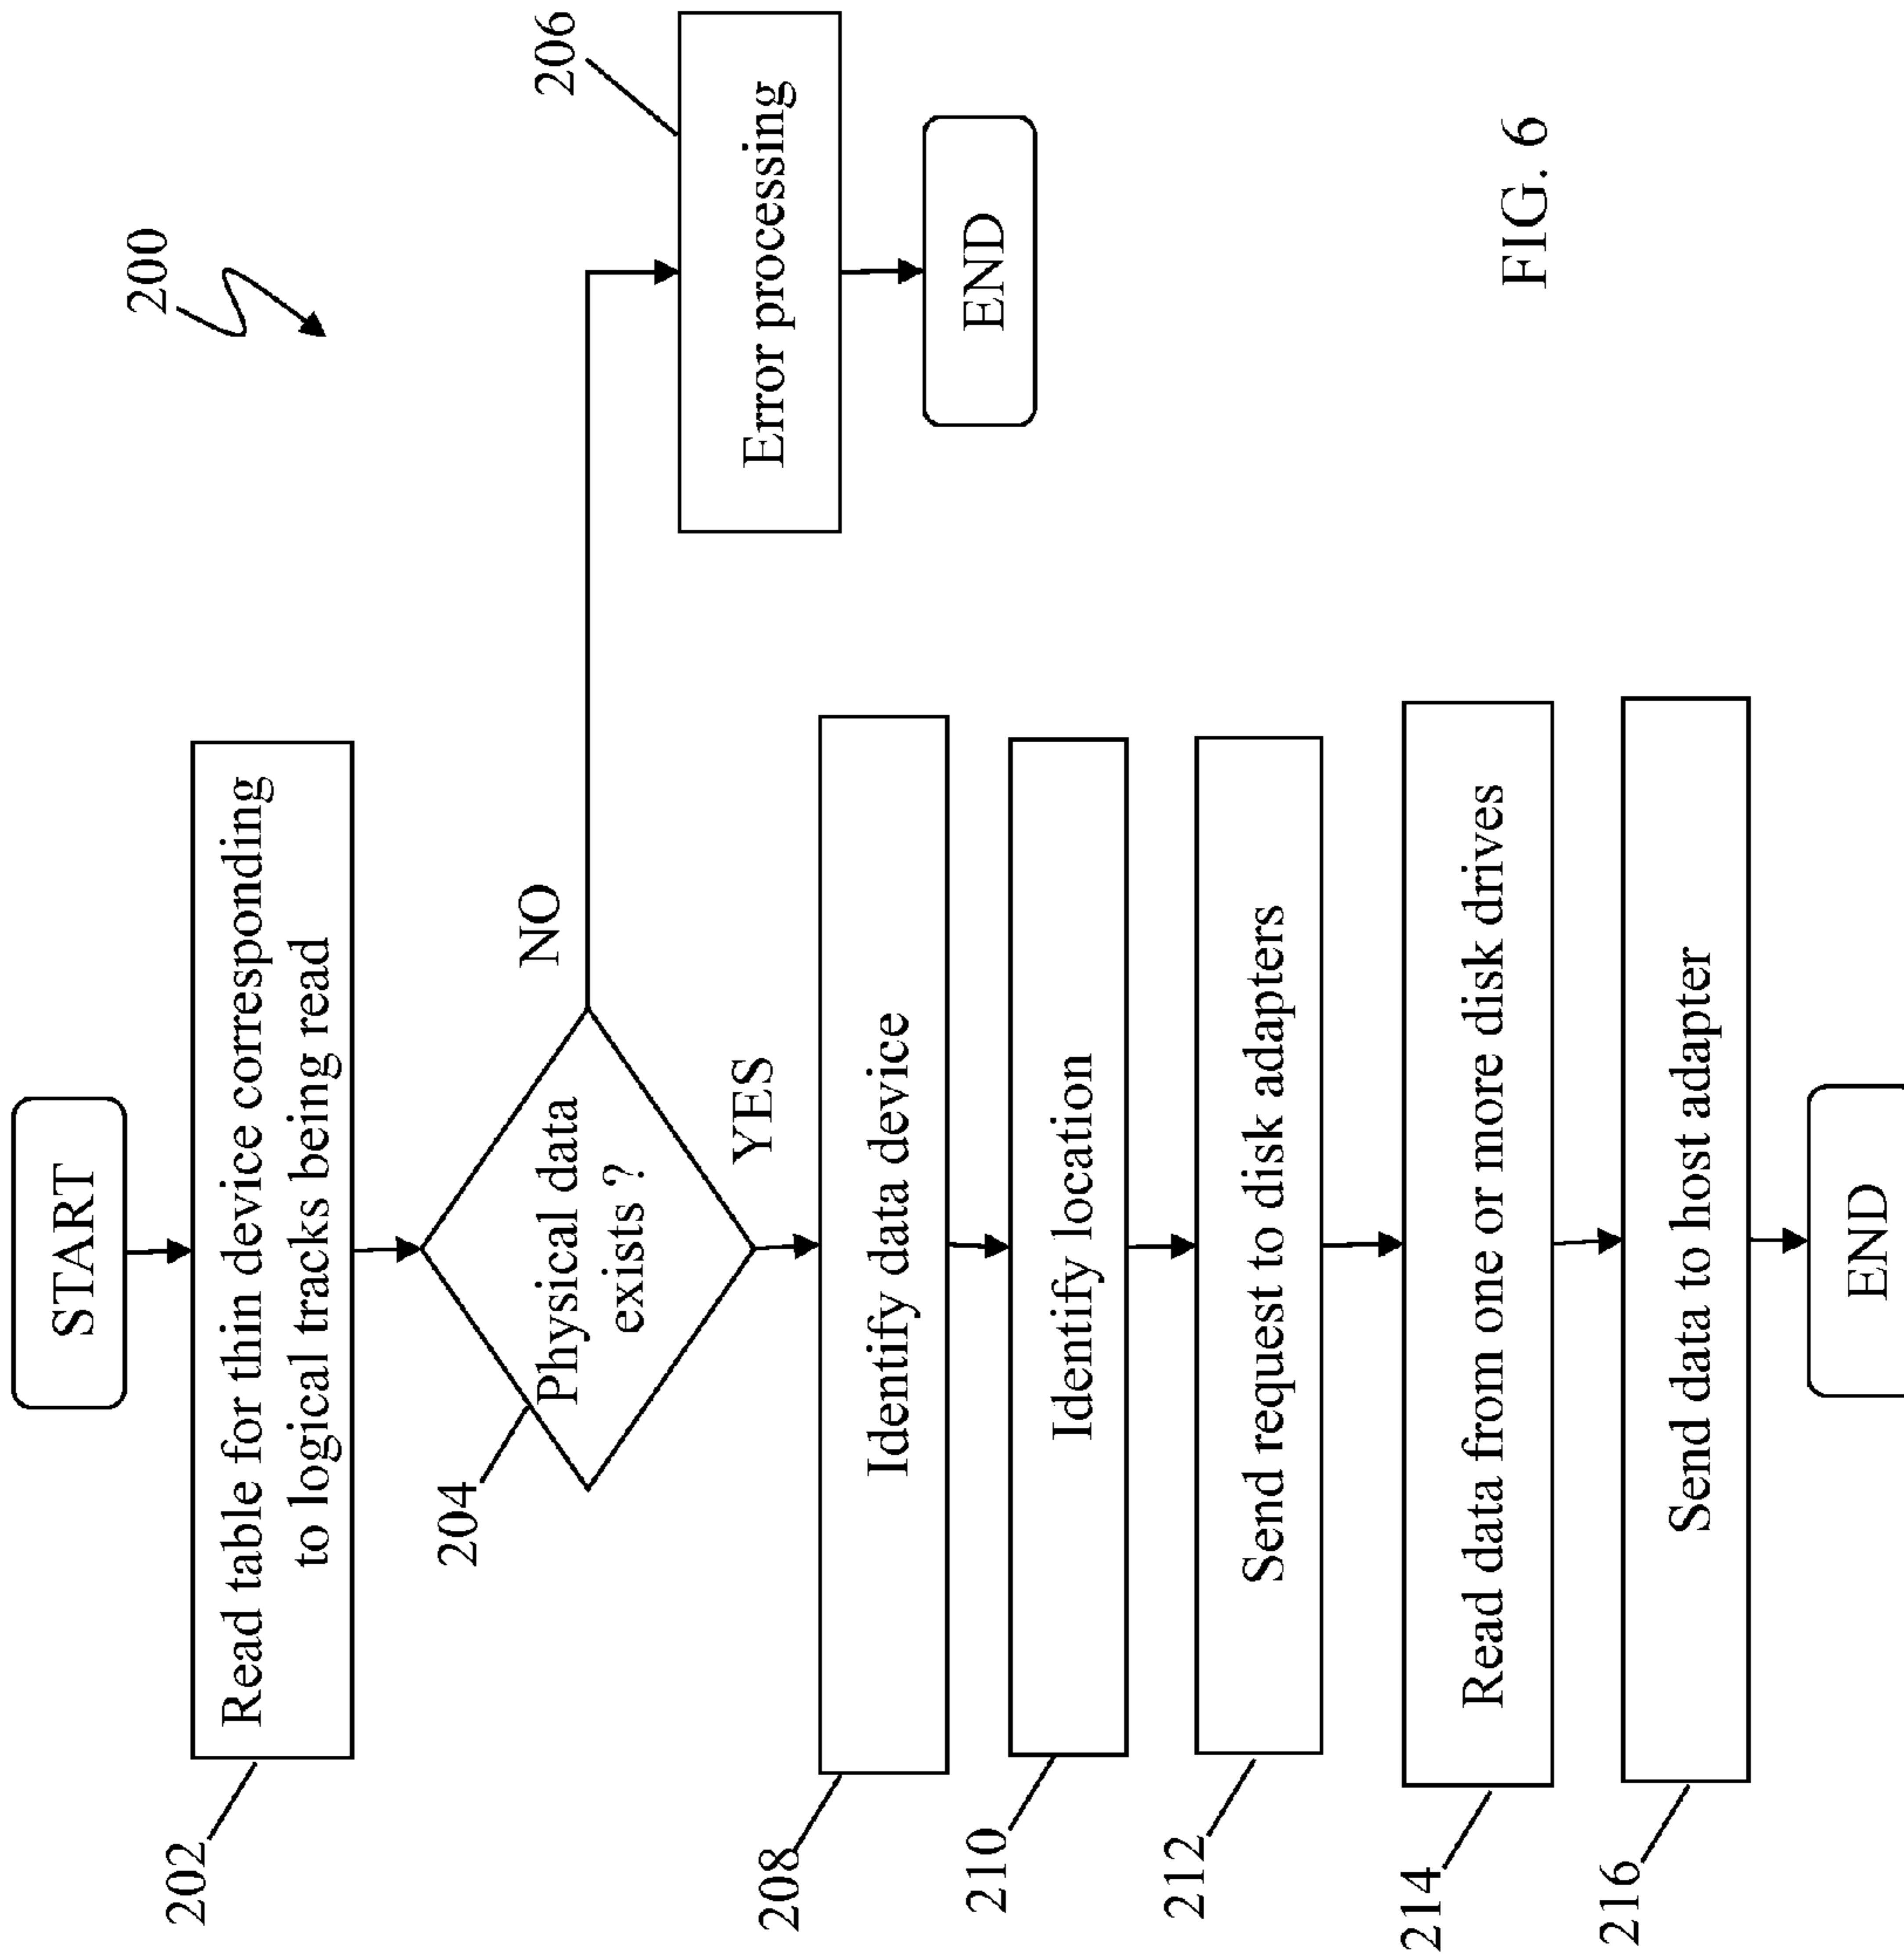 200
START
202
Read table for thin device corresponding
to logical tracks being read
204
Physical data
exists ?
NO
206
Error processing
END
YES
208
Identify data device
210
Identify location
212
Send request to disk adapters
214
Read data from one or more disk drives
216
Send data to host adapter
END
FIG. 6